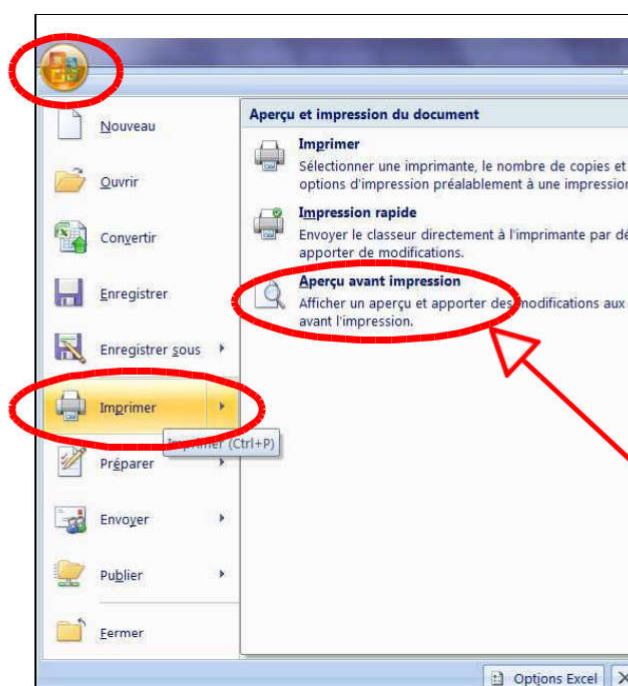 Nouveau
Ouvrir
Convertir
Enregistrer
Enregistrer sous
Imprimer
Imprimer (Ctrl+P)
Préparer
Envoyer
Publier
Fermer
Aperçu et impression du document
Imprimer
Sélectionner une imprimante, le nombre de copies et
options d'impression préalablement à une impression
Impression rapide
Envoyer le classeur directement à l'imprimante par dé
apporter de modifications.
Aperçu avant impression
Afficher un aperçu et apporter des modifications aux
avant l'impression.
Options Excel